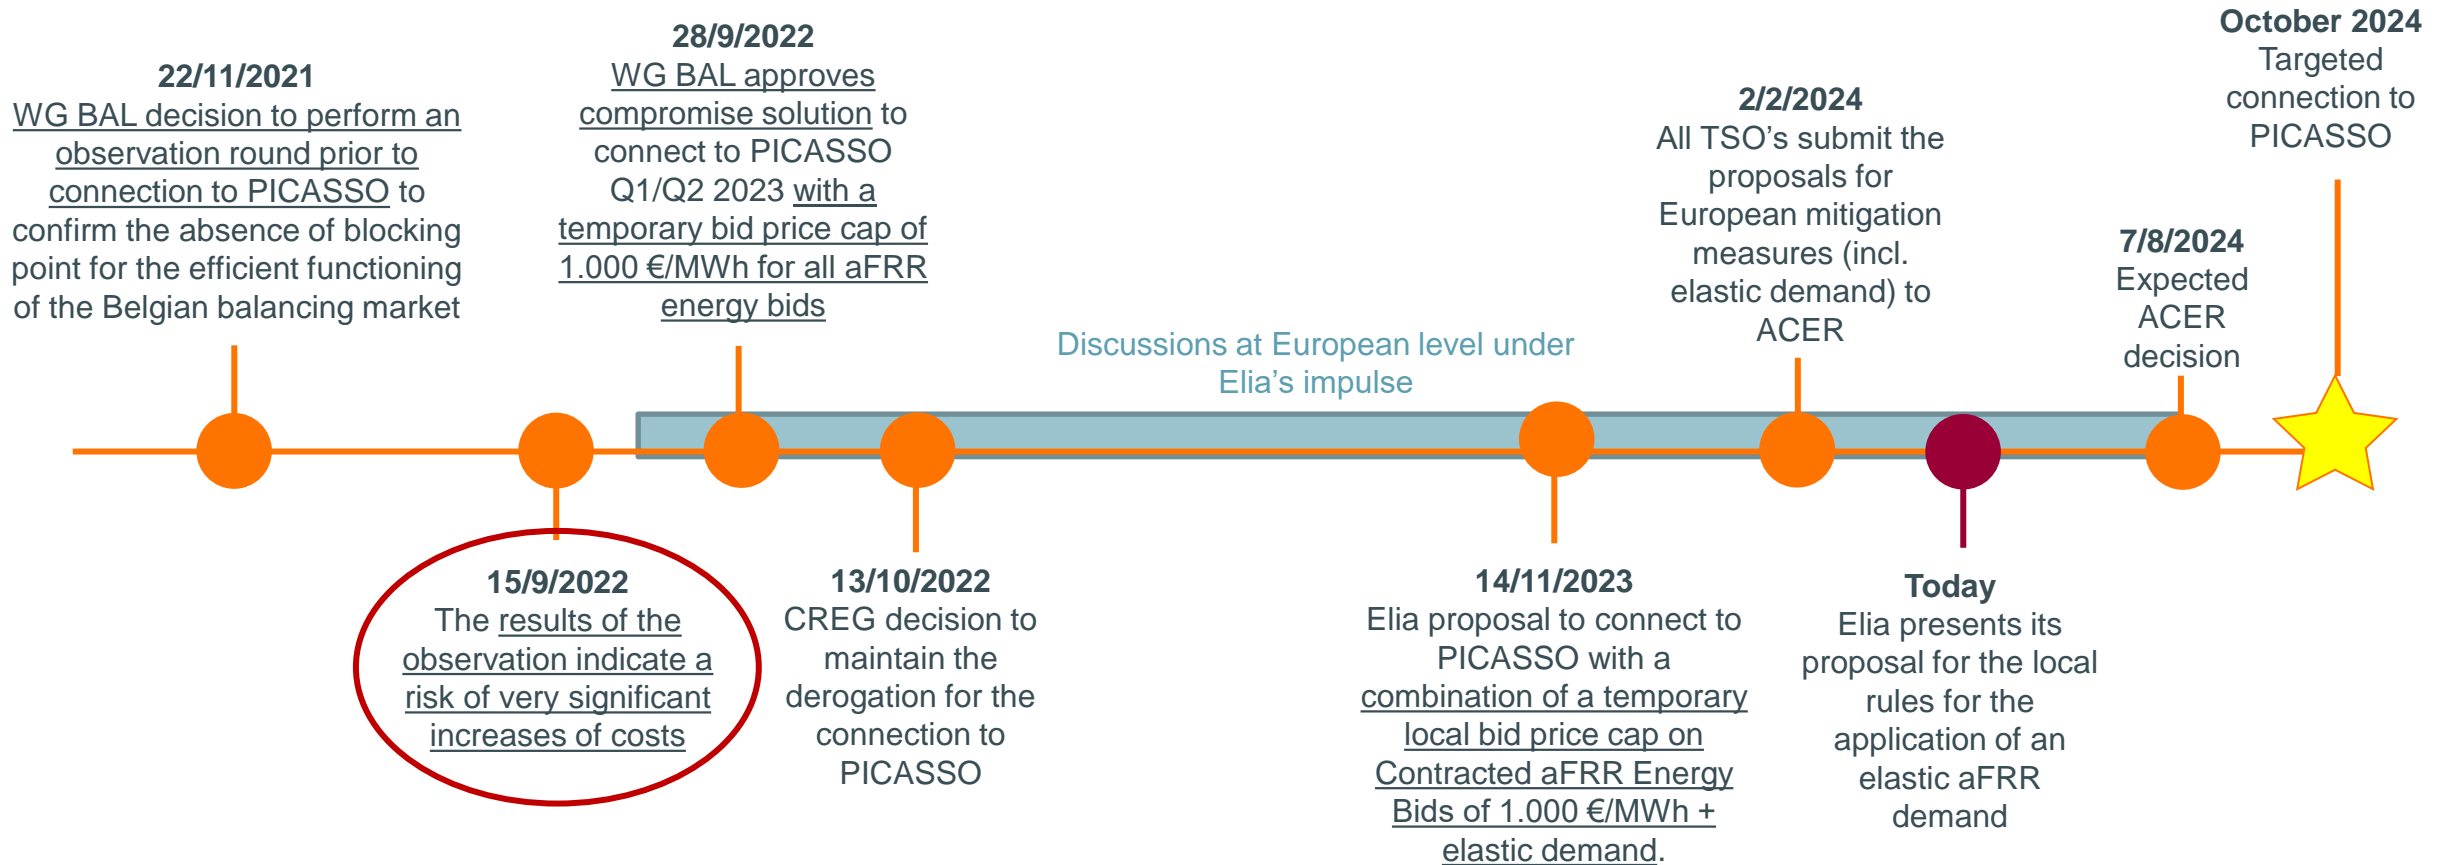 22/11/2021
WG BAL decision to perform an
observation round prior to
connection to PICASSO to
confirm the absence of blocking
point for the efficient functioning
of the Belgian balancing market
28/9/2022
WG BAL approves
compromise solution to
connect to PICASSO
Q1/Q2 2023 with a
temporary bid price cap of
1.000 €/MWh for all aFRR
energy bids
Discussions at European level under
Elia’s impulse
2/2/2024
All TSO’s submit the
proposals for
European mitigation
measures (incl.
elastic demand) to
ACER
7/8/2024
Expected
ACER
decision
October 2024
Targeted
connection to
PICASSO
15/9/2022
The results of the
observation indicate a
risk of very significant
increases of costs
13/10/2022
CREG decision to
maintain the
derogation for the
connection to
PICASSO
14/11/2023
Elia proposal to connect to
PICASSO with a
combination of a temporary
local bid price cap on
Contracted aFRR Energy
Bids of 1.000 €/MWh +
elastic demand.
Today
Elia presents its
proposal for the local
rules for the
application of an
elastic aFRR
demand